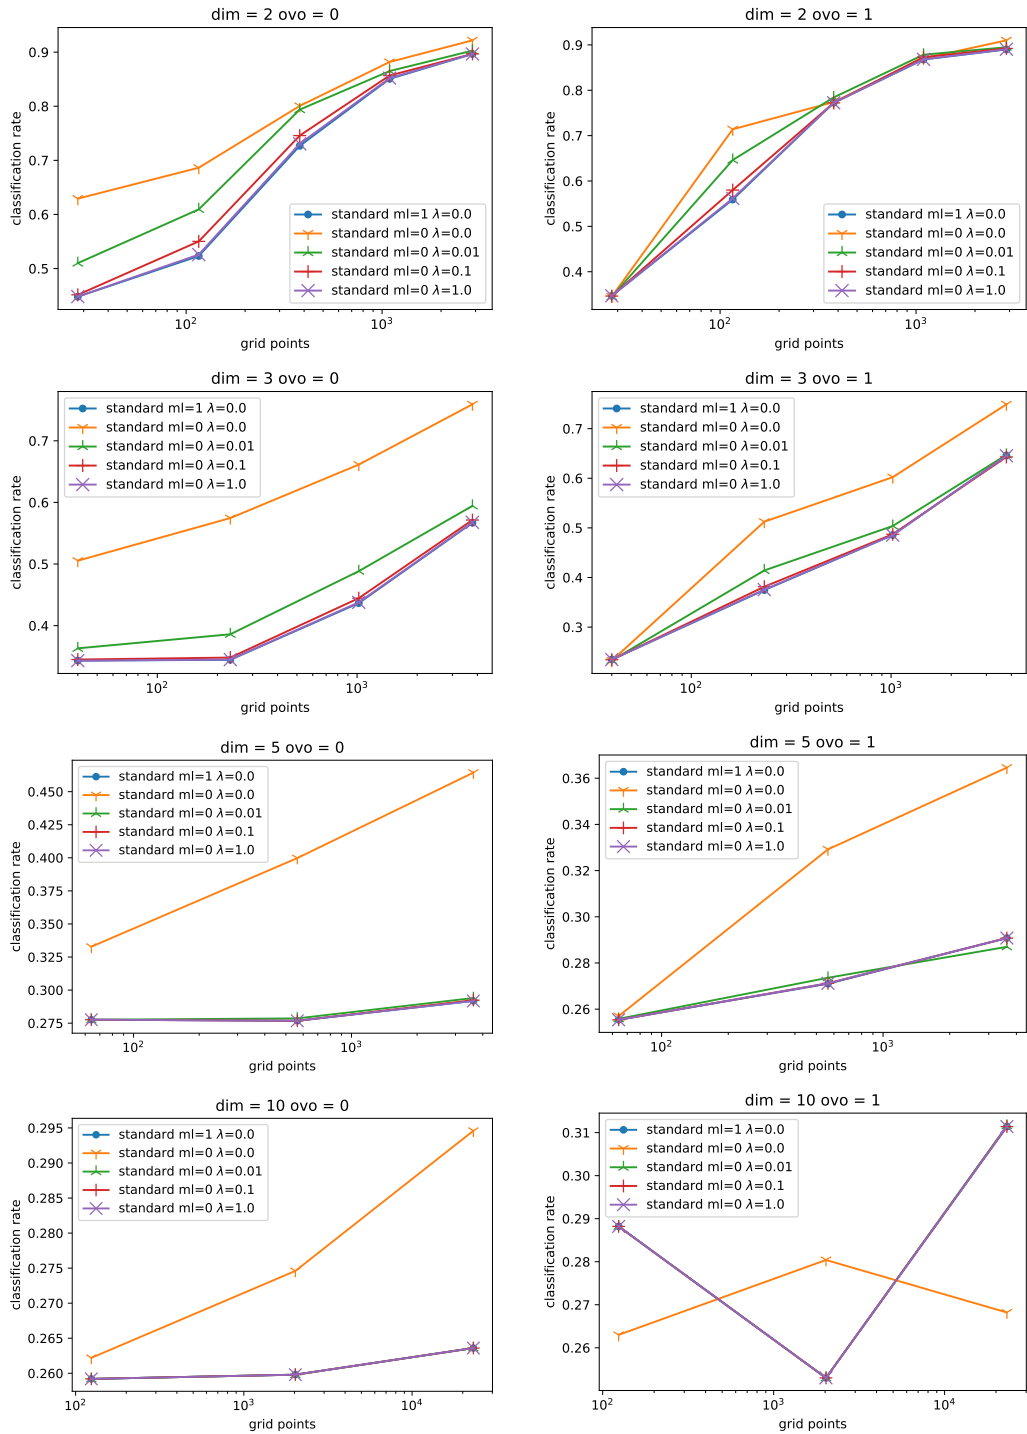 dim = 2 ovo = 0
0.9
0.8
0.7
0.6
0.5
classification rate
standard ml=1 λ=0.0
standard ml=0 λ=0.0
standard ml=0 λ=0.01
standard ml=0 λ=0.1
standard ml=0 λ=1.0
10² 10³
grid points
dim = 2 ovo = 1
0.9
0.8
0.7
0.6
0.5
0.4
classification rate
standard ml=1 λ=0.0
standard ml=0 λ=0.0
standard ml=0 λ=0.01
standard ml=0 λ=0.1
standard ml=0 λ=1.0
10² 10³
grid points
dim = 3 ovo = 0
standard ml=1 λ=0.0
standard ml=0 λ=0.0
standard ml=0 λ=0.01
standard ml=0 λ=0.1
standard ml=0 λ=1.0
0.7
0.6
0.5
0.4
classification rate
10² 10³
grid points
dim = 3 ovo = 1
standard ml=1 λ=0.0
standard ml=0 λ=0.0
standard ml=0 λ=0.01
standard ml=0 λ=0.1
standard ml=0 λ=1.0
0.7
0.6
0.5
0.4
0.3
classification rate
10² 10³
grid points
dim = 5 ovo = 0
standard ml=1 λ=0.0
standard ml=0 λ=0.0
standard ml=0 λ=0.01
standard ml=0 λ=0.1
standard ml=0 λ=1.0
0.450
0.425
0.400
0.375
0.350
0.325
0.300
0.275
classification rate
10² 10³
grid points
dim = 5 ovo = 1
standard ml=1 λ=0.0
standard ml=0 λ=0.0
standard ml=0 λ=0.01
standard ml=0 λ=0.1
standard ml=0 λ=1.0
0.36
0.34
0.32
0.30
0.28
0.26
classification rate
10² 10³
grid points
dim = 10 ovo = 0
standard ml=1 λ=0.0
standard ml=0 λ=0.0
standard ml=0 λ=0.01
standard ml=0 λ=0.1
standard ml=0 λ=1.0
0.295
0.290
0.285
0.280
0.275
0.270
0.265
0.260
classification rate
10² 10³ 10⁴
grid points
dim = 10 ovo = 1
standard ml=1 λ=0.0
standard ml=0 λ=0.0
standard ml=0 λ=0.01
standard ml=0 λ=0.1
standard ml=0 λ=1.0
0.31
0.30
0.29
0.28
0.27
0.26
classification rate
10² 10³ 10⁴
grid points